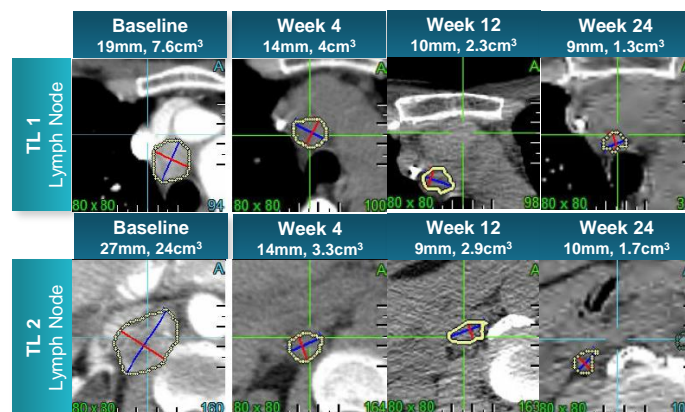 Baseline
19mm, 7.6cm³
Week 4
14mm, 4cm³
Week 12
10mm, 2.3cm³
Week 24
9mm, 1.3cm³
TL 1
Lymph Node
A
A
A
80 x 80
94
80 x 80
100
80 x 80
98
80 x 80
3
Baseline
27mm, 24cm³
Week 4
14mm, 3.3cm³
Week 12
9mm, 2.9cm³
Week 24
10mm, 1.7cm³
TL 2
Lymph Node
A
A
A
A
80 x 80
160
80 x 80
164
80 x 80
80 x 80
10